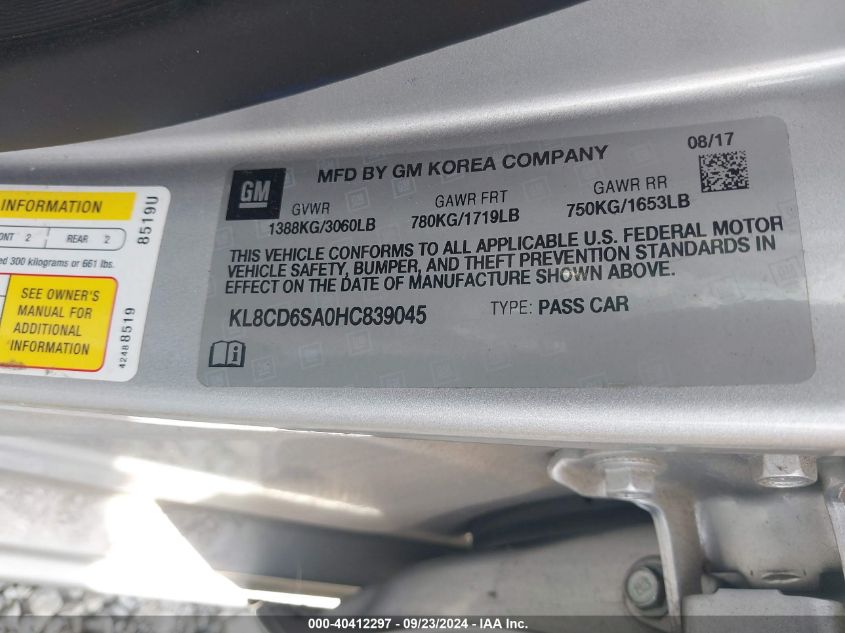 INFORMATION
ONT 2 REAR 2
ed 300 kilograms or 661 lbs.
SEE OWNER'S
MANUAL FOR
ADDITIONAL
INFORMATION
8519U
42488519
GM
MFD BY GM KOREA COMPANY
08/17
GVWR
GAWR FRT
GAWR RR
1388KG/3060LB
780KG/1719LB
750KG/1653LB
THIS VEHICLE CONFORMS TO ALL APPLICABLE U.S. FEDERAL MOTOR
VEHICLE SAFETY, BUMPER, AND THEFT PREVENTION STANDARDS IN
EFFECT ON THE DATE OF MANUFACTURE SHOWN ABOVE.
KL8CD6SA0HC839045
TYPE: PASS CAR
000-40412297 - 09/23/2024 - IAA Inc.